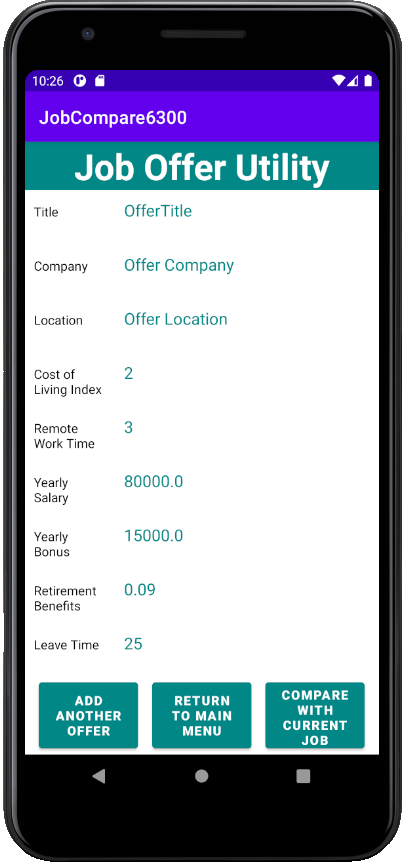 10:26
JobCompare6300
Job Offer Utility
Title OfferTitle
Company Offer Company
Location Offer Location
Cost of 2
Living Index
Remote 3
Work Time
Yearly 80000.0
Salary
Yearly 15000.0
Bonus
Retirement 0.09
Benefits
Leave Time 25
ADD
ANOTHER
OFFER
RETURN
TO MAIN
MENU
COMPARE
WITH
CURRENT
JOB